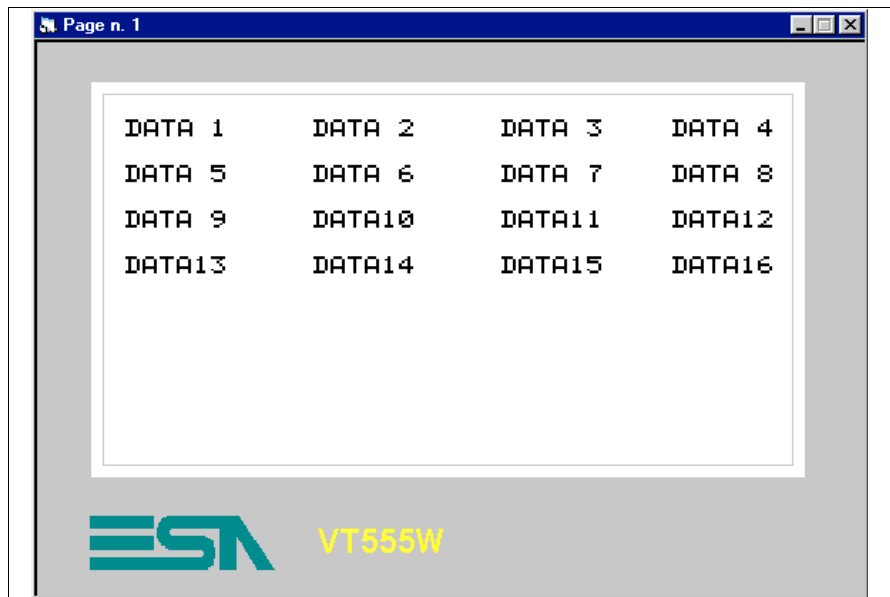 Page n. 1
DATA 1 DATA 2 DATA 3 DATA 4
DATA 5 DATA 6 DATA 7 DATA 8
DATA 9 DATA10 DATA11 DATA12
DATA13 DATA14 DATA15 DATA16
ESA VT555W